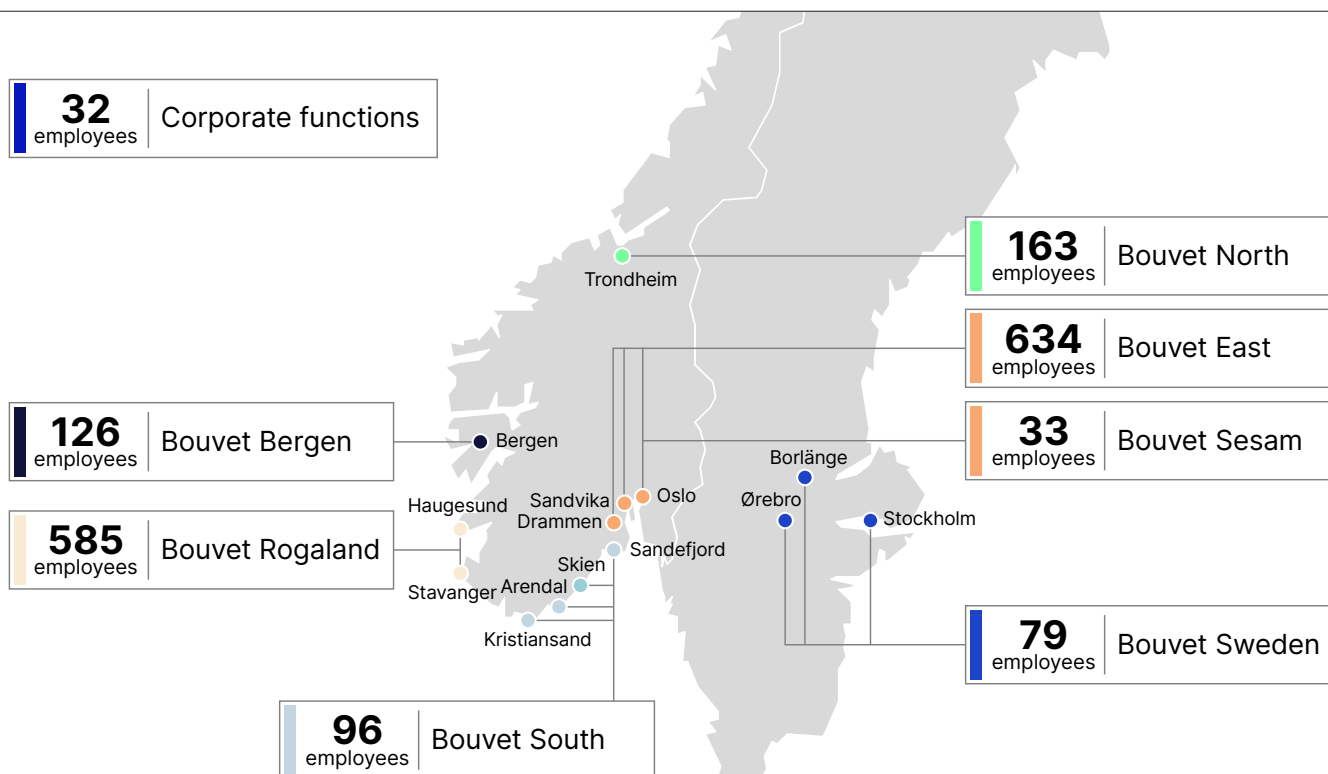 32
employees
Corporate functions
163
employees
Bouvet North
Trondheim
634
employees
Bouvet East
126
employees
Bouvet Bergen
Bergen
33
employees
Bouvet Sesam
Borlänge
Haugesund
Sandvika
Oslo
Ørebro
Drammen
Stockholm
585
employees
Bouvet Rogaland
Sandefjord
Skien
Stavanger
Arendal
Kristiansand
79
employees
Bouvet Sweden
96
employees
Bouvet South